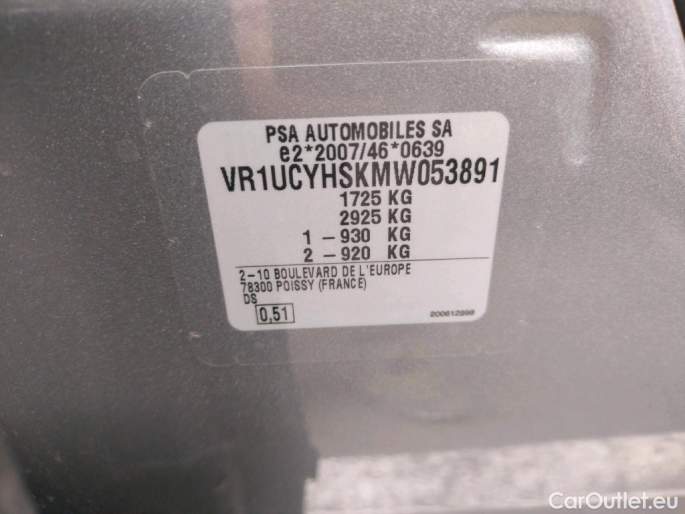 PSA AUTOMOBILES SA
e2*2007/46*0639
VR1UCYHSKMW053891
1725 KG
2925 KG
1 - 930 KG
2 - 920 KG
2-10 BOULEVARD DE L'EUROPE
78300 POISSY (FRANCE)
DS
0,51
200612998
CarOutlet.eu